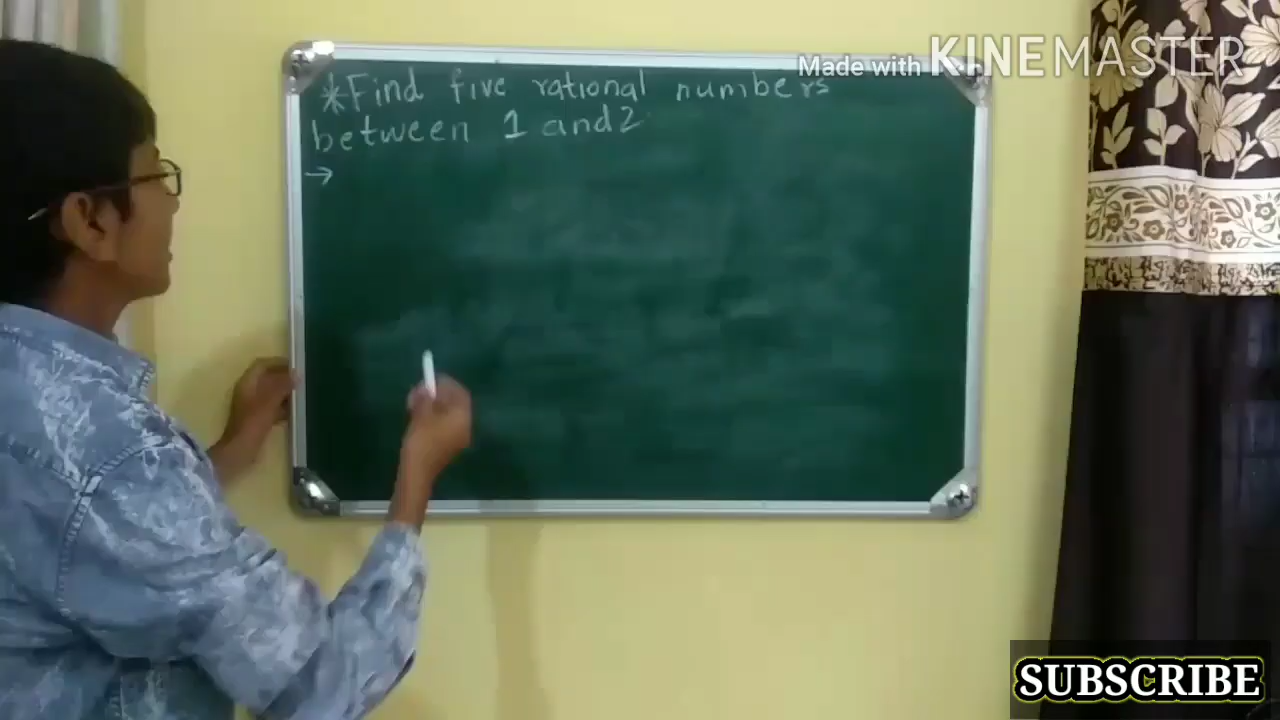 Made with KINEMASTER
*Find five rational numbers
between 1 and 2
→
SUBSCRIBE